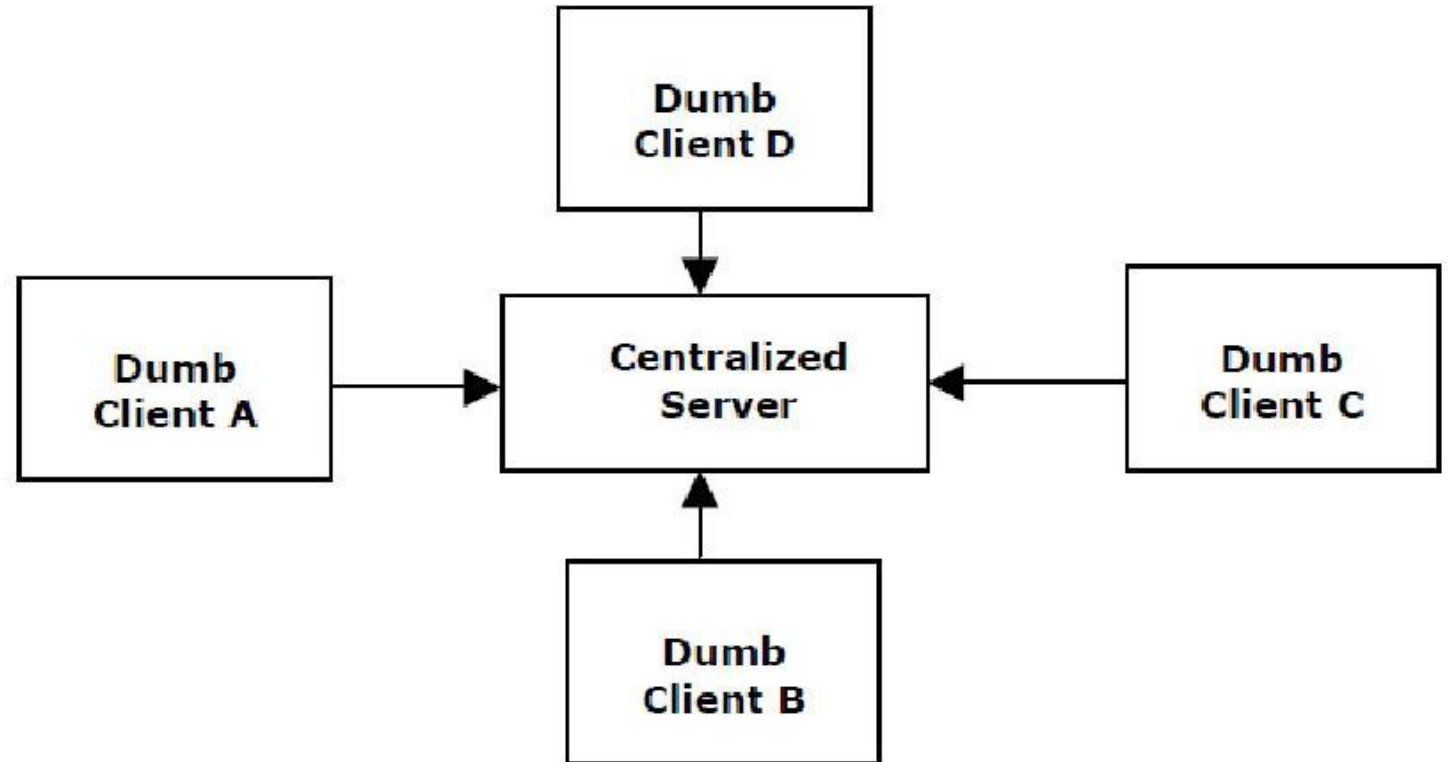 Dumb
Client D
Dumb
Client A
Centralized
Server
Dumb
Client C
Dumb
Client B